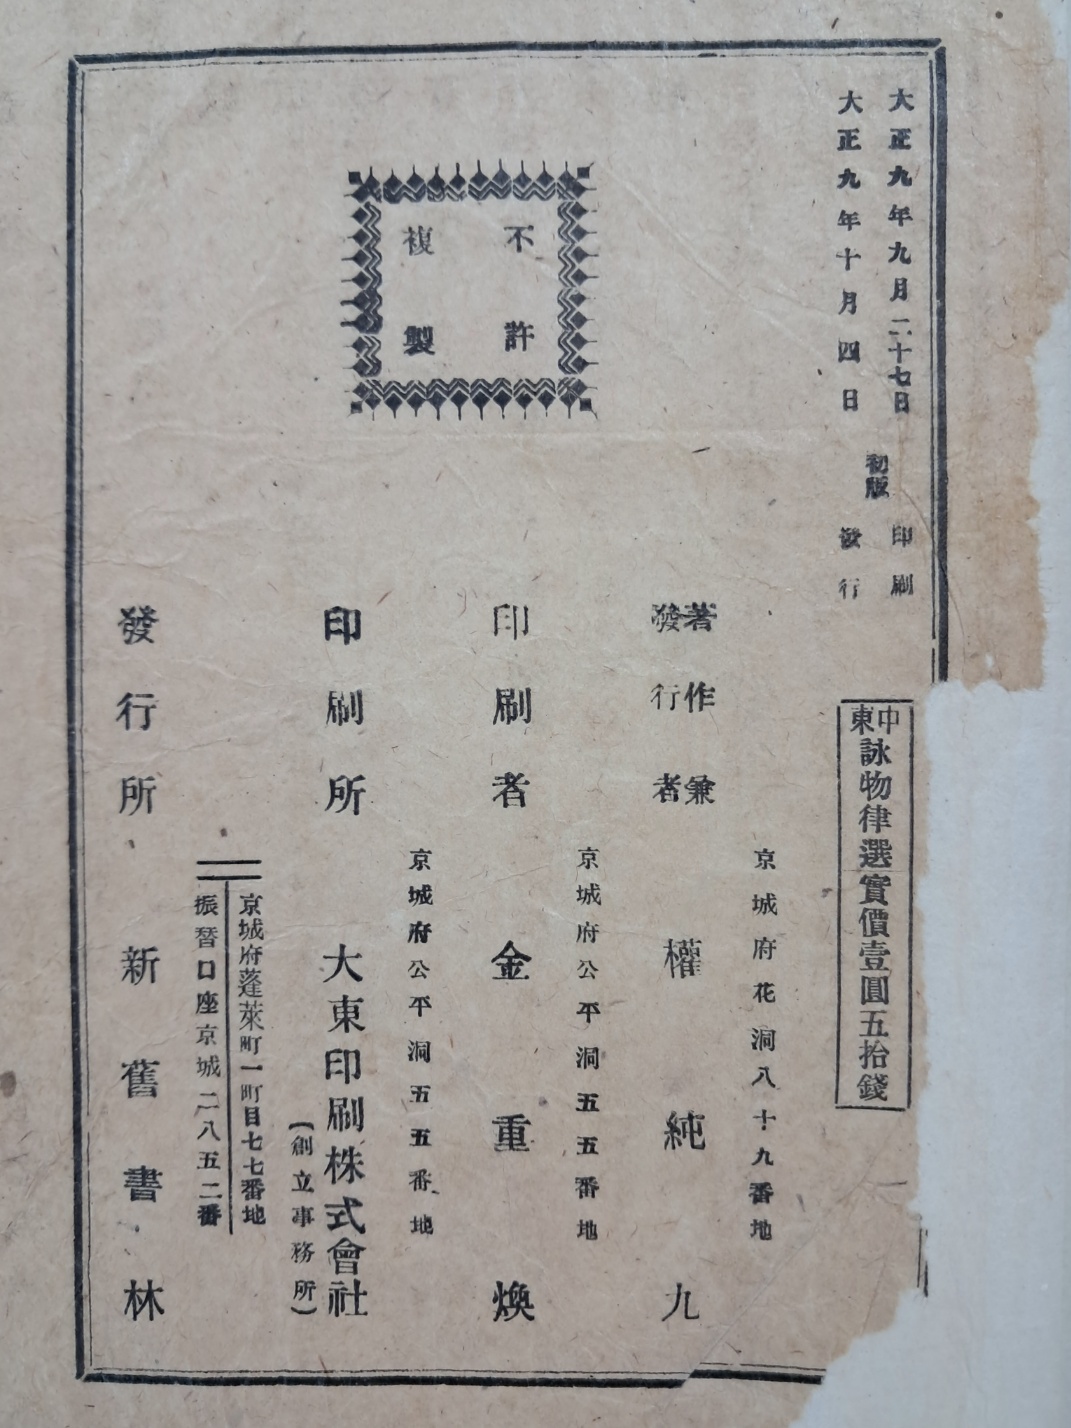 大正九年九月二十七日 印刷
初版
大正九年十月四日 發行
中東詠物律選實價壹圓五拾錢
不許
複製
京城府花洞八十九番地
著作兼
發行者 權純九
京城府公平洞五五番地
印刷者 金重煥
京城府公平洞五五番地
印刷所 大東印刷株式會社
(創立事務所)
京城府蓬萊町一町目七七番地
振替口座京城二八五二番
發行所 新舊書林